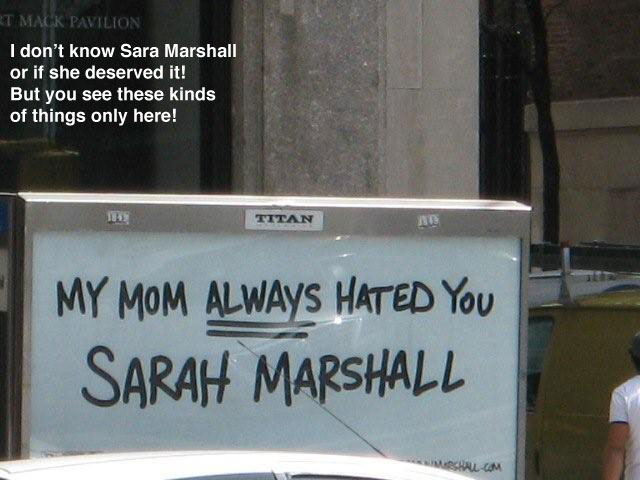 RT MACK PAVILION
I don't know Sara Marshall
or if she deserved it!
But you see these kinds
of things only here!
TITAN
MY MOM ALWAYS HATED YOU
SARAH MARSHALL